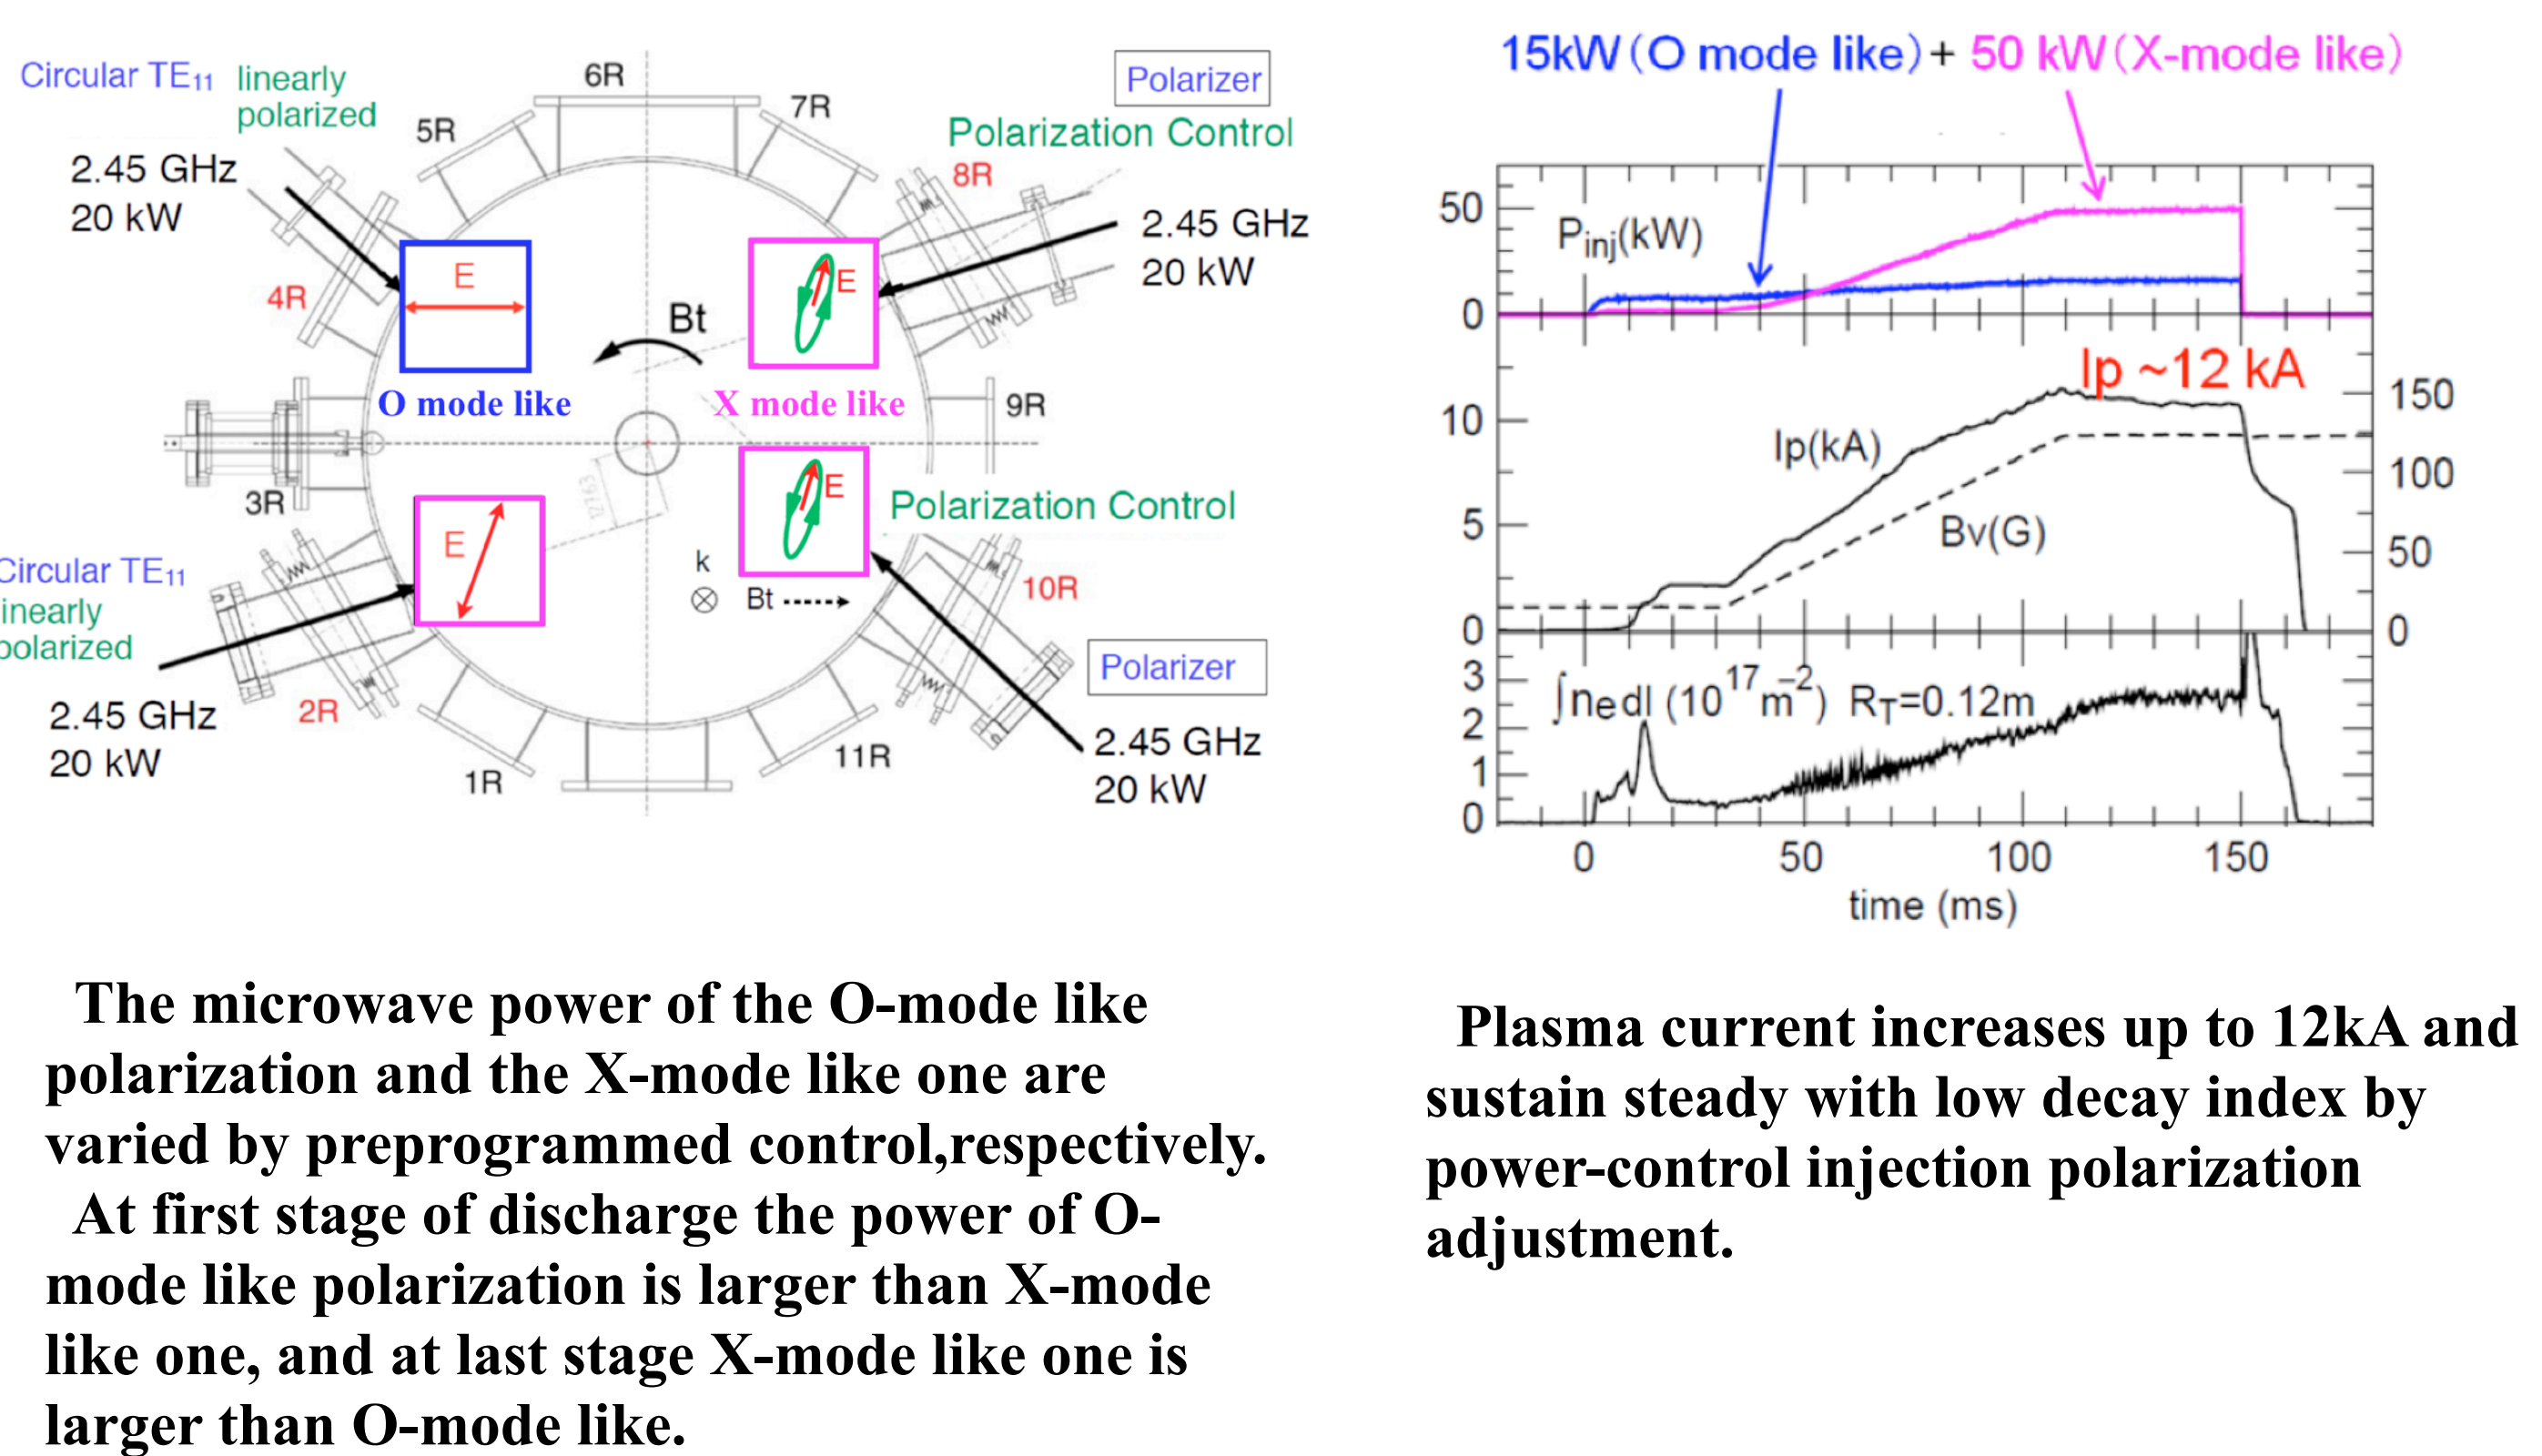 Circular TE11
linearly
polarized
2.45 GHz
20 kW
5R
6R
7R
Polarizer
Polarization Control
8R
2.45 GHz
20 kW
4R
E
E
Bt
O mode like
X mode like
9R
3R
E
E
Polarization Control
k
Bt
10R
Circular TE11
inearly
polarized
2.45 GHz
20 kW
2R
1R
11R
Polarizer
2.45 GHz
20 kW
15kW(O mode like)+ 50 kW(X-mode like)
50
0
Pinj(kW)
Ip ~12 kA
10
5
0
Ip(kA)
Bv(G)
150
100
50
0
3
2
1
0
∫nedl (10^17 m^-2) RT=0.12m
0 50 100 150
time (ms)
The microwave power of the O-mode like
polarization and the X-mode like one are
varied by preprogrammed control,respectively.
At first stage of discharge the power of O-
mode like polarization is larger than X-mode
like one, and at last stage X-mode like one is
larger than O-mode like.
Plasma current increases up to 12kA and
sustain steady with low decay index by
power-control injection polarization
adjustment.